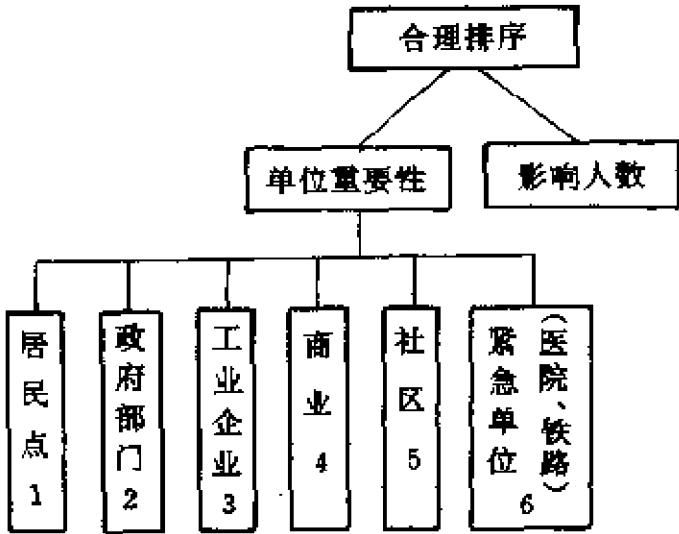 合理排序
单位重要性
影响人数
居民点1
政府部门2
工业企业3
商业4
社区5
紧急单位6
（医院、铁路）